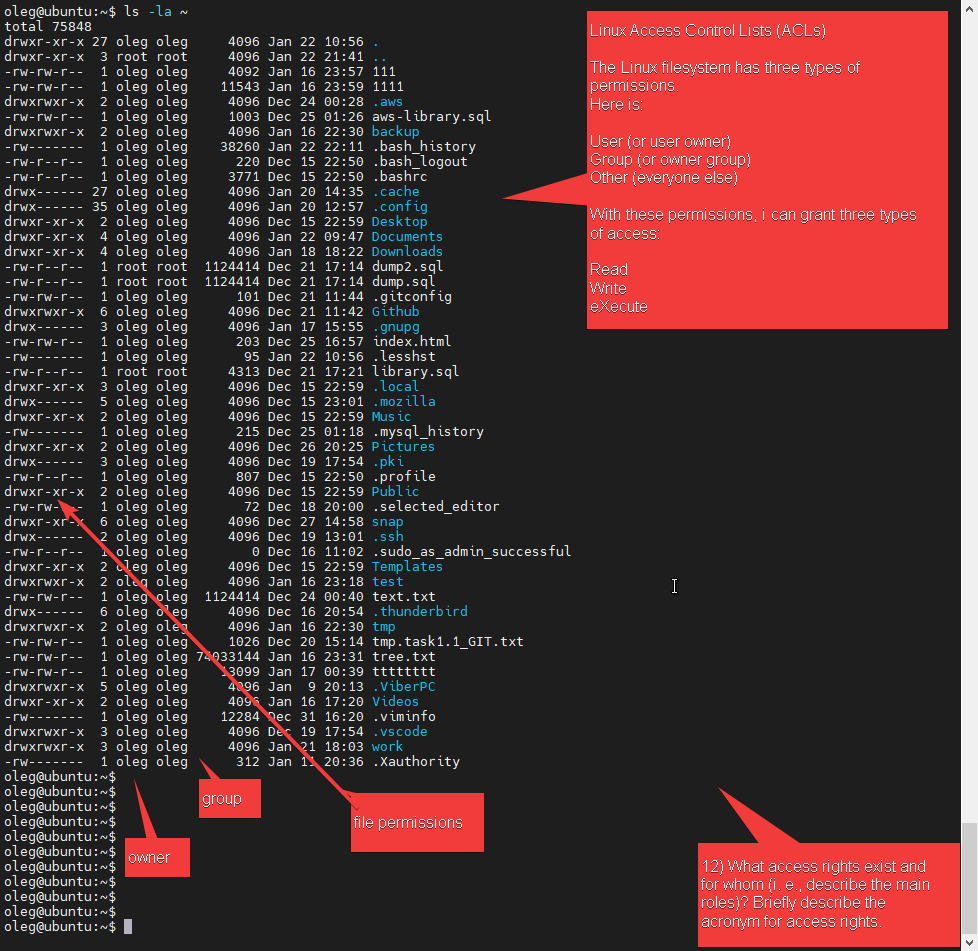 oleg@ubuntu:~$ ls -la ~
total 75848
drwxr-xr-x 27 oleg oleg 4096 Jan 22 10:56 .
drwxr-xr-x 3 root root 4096 Jan 22 21:41 ..
-rw-rw-r-- 1 oleg oleg 4092 Jan 16 23:57 111
-rw-rw-r-- 1 oleg oleg 11543 Jan 16 23:59 1111
drwxrwxr-x 2 oleg oleg 4096 Dec 24 00:28 .aws
-rw-rw-r-- 1 oleg oleg 1003 Dec 25 01:26 aws-library.sql
drwxrwxr-x 2 oleg oleg 4096 Jan 16 22:30 backup
-rw------- 1 oleg oleg 38260 Jan 22 22:11 .bash_history
-rw-r--r-- 1 oleg oleg 220 Dec 15 22:50 .bash_logout
-rw-r--r-- 1 oleg oleg 3771 Dec 15 22:50 .bashrc
drwx------ 27 oleg oleg 4096 Jan 20 14:35 .cache
drwx------ 35 oleg oleg 4096 Jan 20 12:57 .config
drwxr-xr-x 2 oleg oleg 4096 Dec 15 22:59 Desktop
drwxr-xr-x 4 oleg oleg 4096 Jan 22 09:47 Documents
drwxr-xr-x 4 oleg oleg 4096 Jan 18 18:22 Downloads
-rw-r--r-- 1 root root 1124414 Dec 21 17:14 dump2.sql
-rw-r--r-- 1 root root 1124414 Dec 21 17:14 dump.sql
-rw-rw-r-- 1 oleg oleg 101 Dec 21 11:44 .gitconfig
drwxrwxr-x 6 oleg oleg 4096 Dec 21 11:42 Github
drwx------ 3 oleg oleg 4096 Jan 17 15:55 .gnupg
-rw-rw-r-- 1 oleg oleg 203 Dec 25 16:57 index.html
-rw------- 1 oleg oleg 95 Jan 22 10:56 .lesshst
-rw-r--r-- 1 root root 4313 Dec 21 17:21 library.sql
drwxr-xr-x 3 oleg oleg 4096 Dec 15 22:59 .local
drwx------ 5 oleg oleg 4096 Dec 15 23:01 .mozilla
drwxr-xr-x 2 oleg oleg 4096 Dec 15 22:59 Music
-rw------- 1 oleg oleg 215 Dec 25 01:18 .mysql_history
drwxr-xr-x 2 oleg oleg 4096 Dec 26 20:25 Pictures
drwx------ 3 oleg oleg 4096 Dec 19 17:54 .pki
-rw-r--r-- 1 oleg oleg 807 Dec 15 22:50 .profile
drwxr-xr-x 2 oleg oleg 4096 Dec 15 22:59 Public
-rw-rw-r-- 1 oleg oleg 72 Dec 18 20:00 .selected_editor
drwxr-xr-x 6 oleg oleg 4096 Dec 27 14:58 snap
drwx------ 2 oleg oleg 4096 Dec 19 13:01 .ssh
-rw-r--r-- 1 oleg oleg 0 Dec 16 11:02 .sudo_as_admin_successful
drwxr-xr-x 2 oleg oleg 4096 Dec 15 22:59 Templates
drwxrwxr-x 2 oleg oleg 4096 Jan 16 23:18 test
-rw-rw-r-- 1 oleg oleg 1124414 Dec 24 00:40 text.txt
drwx------ 6 oleg oleg 4096 Dec 16 20:54 .thunderbird
drwxrwxr-x 2 oleg oleg 4096 Jan 16 22:30 tmp
-rw-rw-r-- 1 oleg oleg 1026 Dec 20 15:14 tmp.task1.1_GIT.txt
-rw-rw-r-- 1 oleg oleg 74033144 Jan 16 23:31 tree.txt
-rw-rw-r-- 1 oleg oleg 13099 Jan 17 00:39 tttttttt
drwxrwxr-x 5 oleg oleg 4096 Jan 9 20:13 .ViberPC
drwxr-xr-x 2 oleg oleg 4096 Jan 16 17:20 Videos
-rw------- 1 oleg oleg 12284 Dec 31 16:20 .viminfo
drwxrwxr-x 3 oleg oleg 4096 Dec 19 17:54 .vscode
drwxrwxr-x 3 oleg oleg 4096 Jan 21 18:03 work
-rw------- 1 oleg oleg 312 Jan 11 20:36 .Xauthority
oleg@ubuntu:~$
oleg@ubuntu:~$
oleg@ubuntu:~$
oleg@ubuntu:~$
oleg@ubuntu:~$
oleg@ubuntu:~$
oleg@ubuntu:~$
oleg@ubuntu:~$
oleg@ubuntu:~$
oleg@ubuntu:~$
oleg@ubuntu:~$
Linux Access Control Lists (ACLs)
The Linux filesystem has three types of
permissions.
Here is:
User (or user owner)
Group (or owner group)
Other (everyone else)
With these permissions, i can grant three types
of access:
Read
Write
eXecute
group
file permissions
owner
12) What access rights exist and
for whom (i. e., describe the main
roles)? Briefly describe the
acronym for access rights.